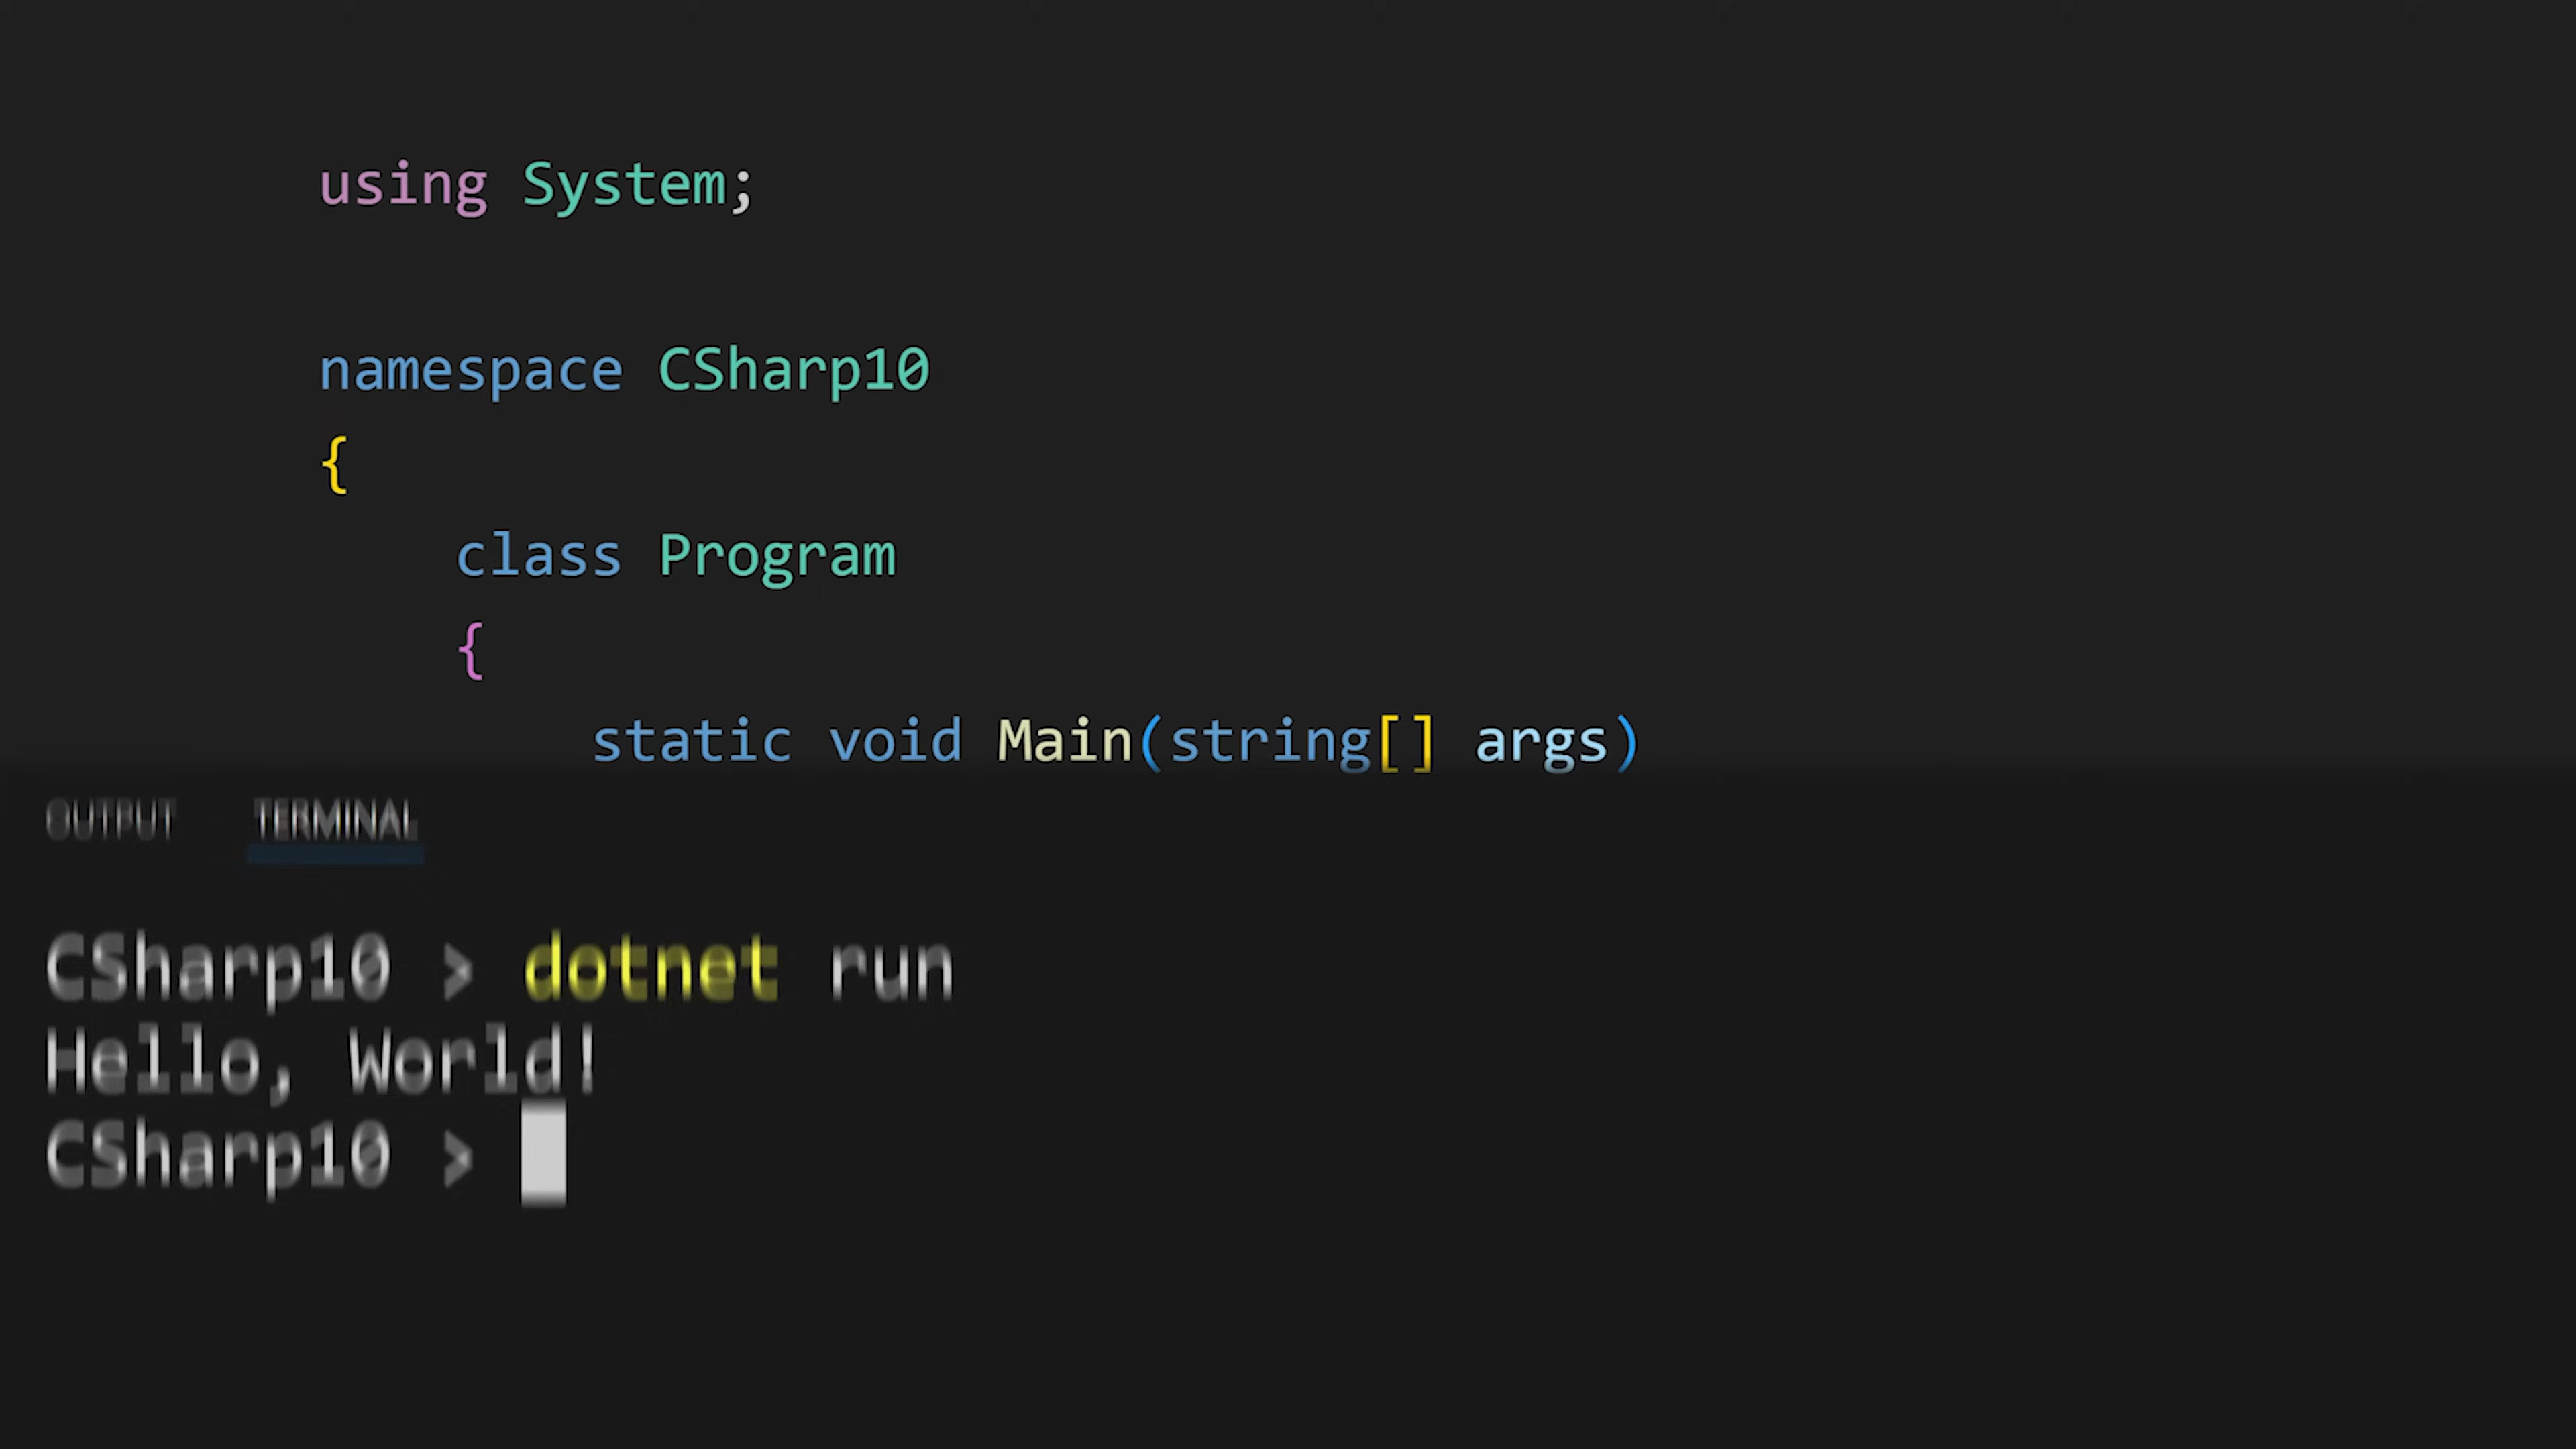 using System;
namespace CSharp10
{
class Program
{
static void Main(string[] args)
OUTPUT TERMINAL
CSharp10 > dotnet run
Hello, World!
CSharp10 >